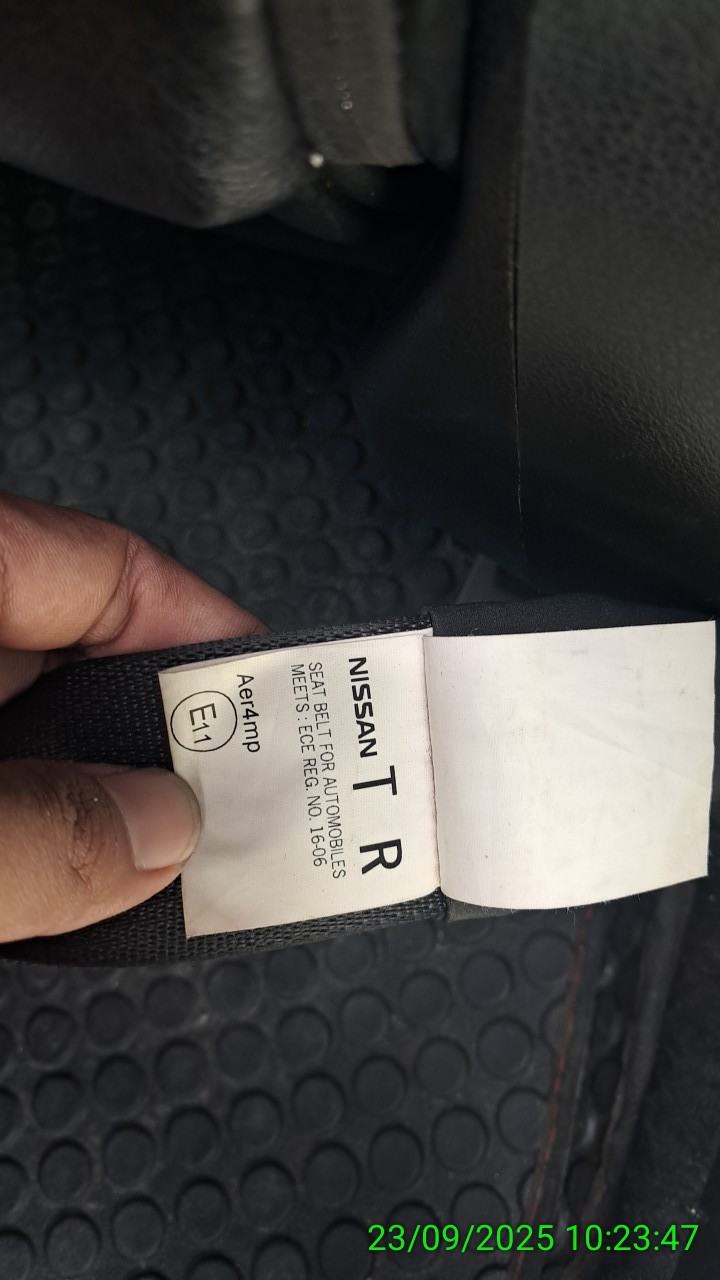 NISSAN T R
SEAT BELT FOR AUTOMOBILES
MEETS : ECE REG. NO. 16-06
Aer4mp
E11
23/09/2025 10:23:47